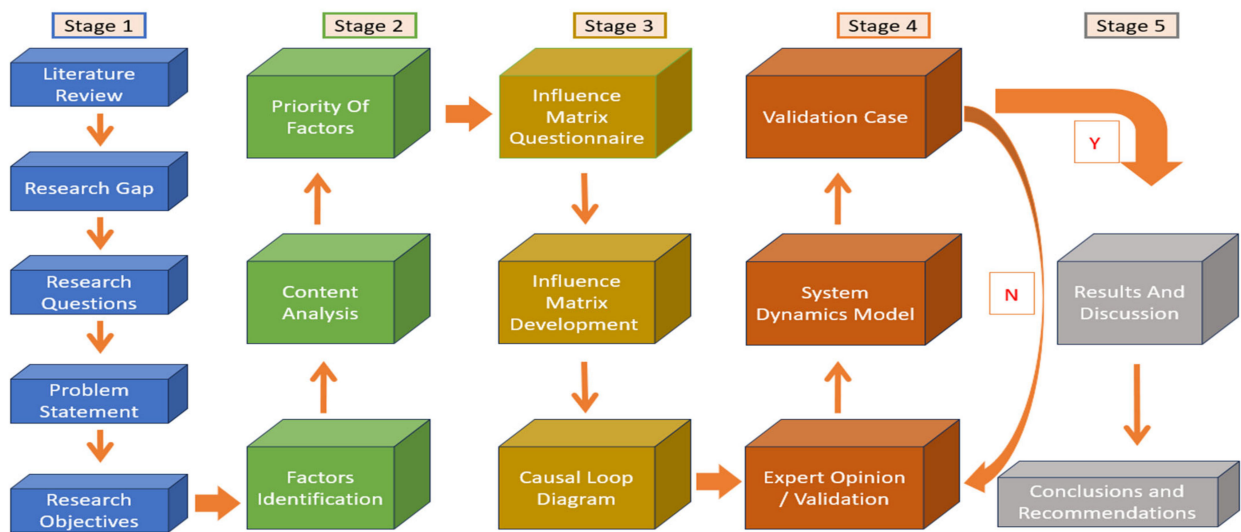 Stage 1
Literature
Review
Research Gap
Research
Questions
Problem
Statement
Research
Objectives
Stage 2
Priority Of
Factors
Content
Analysis
Factors
Identification
Stage 3
Influence
Matrix
Questionnaire
Influence
Matrix
Development
Causal Loop
Diagram
Stage 4
Validation Case
System
Dynamics Model
Expert Opinion
/ Validation
Y
N
Stage 5
Results And
Discussion
Conclusions and
Recommendations